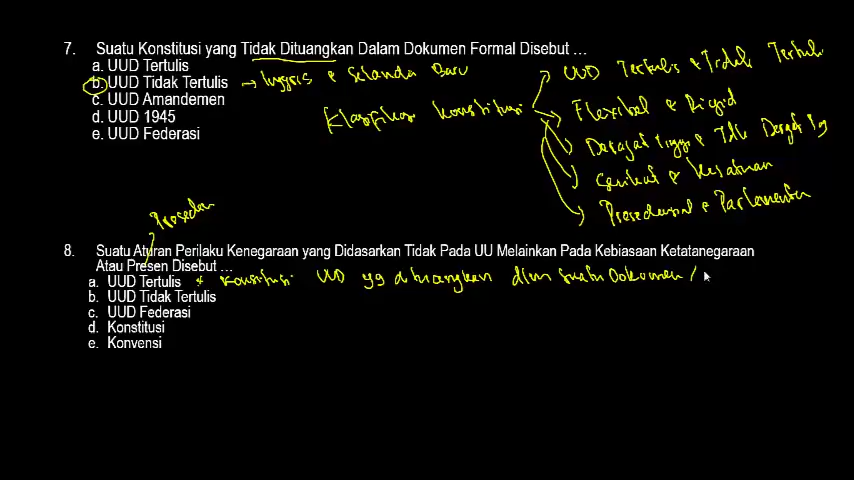 7. Suatu Konstitusi yang Tidak Dituangkan Dalam Dokumen Formal Disebut ...
a. UUD Tertulis
b. UUD Tidak Tertulis → Inggris & Selandia Baru
c. UUD Amandemen
d. UUD 1945
e. UUD Federasi
Klasifikasi konstitusi
UUD Tertulis & Tidak Tertulis
Flexibel & Rigid
Derajat tinggi & Tdk Derajat Tg
Serikat & Kesatuan
Presidensial & Parlementer
Preseden
8. Suatu Aturan Perilaku Kenegaraan yang Didasarkan Tidak Pada UU Melainkan Pada Kebiasaan Ketatanegaraan
Atau Presen Disebut ...
a. UUD Tertulis * Konstitusi UUD yg dituangkan dlm suatu Dokumen /
b. UUD Tidak Tertulis
c. UUD Federasi
d. Konstitusi
e. Konvensi